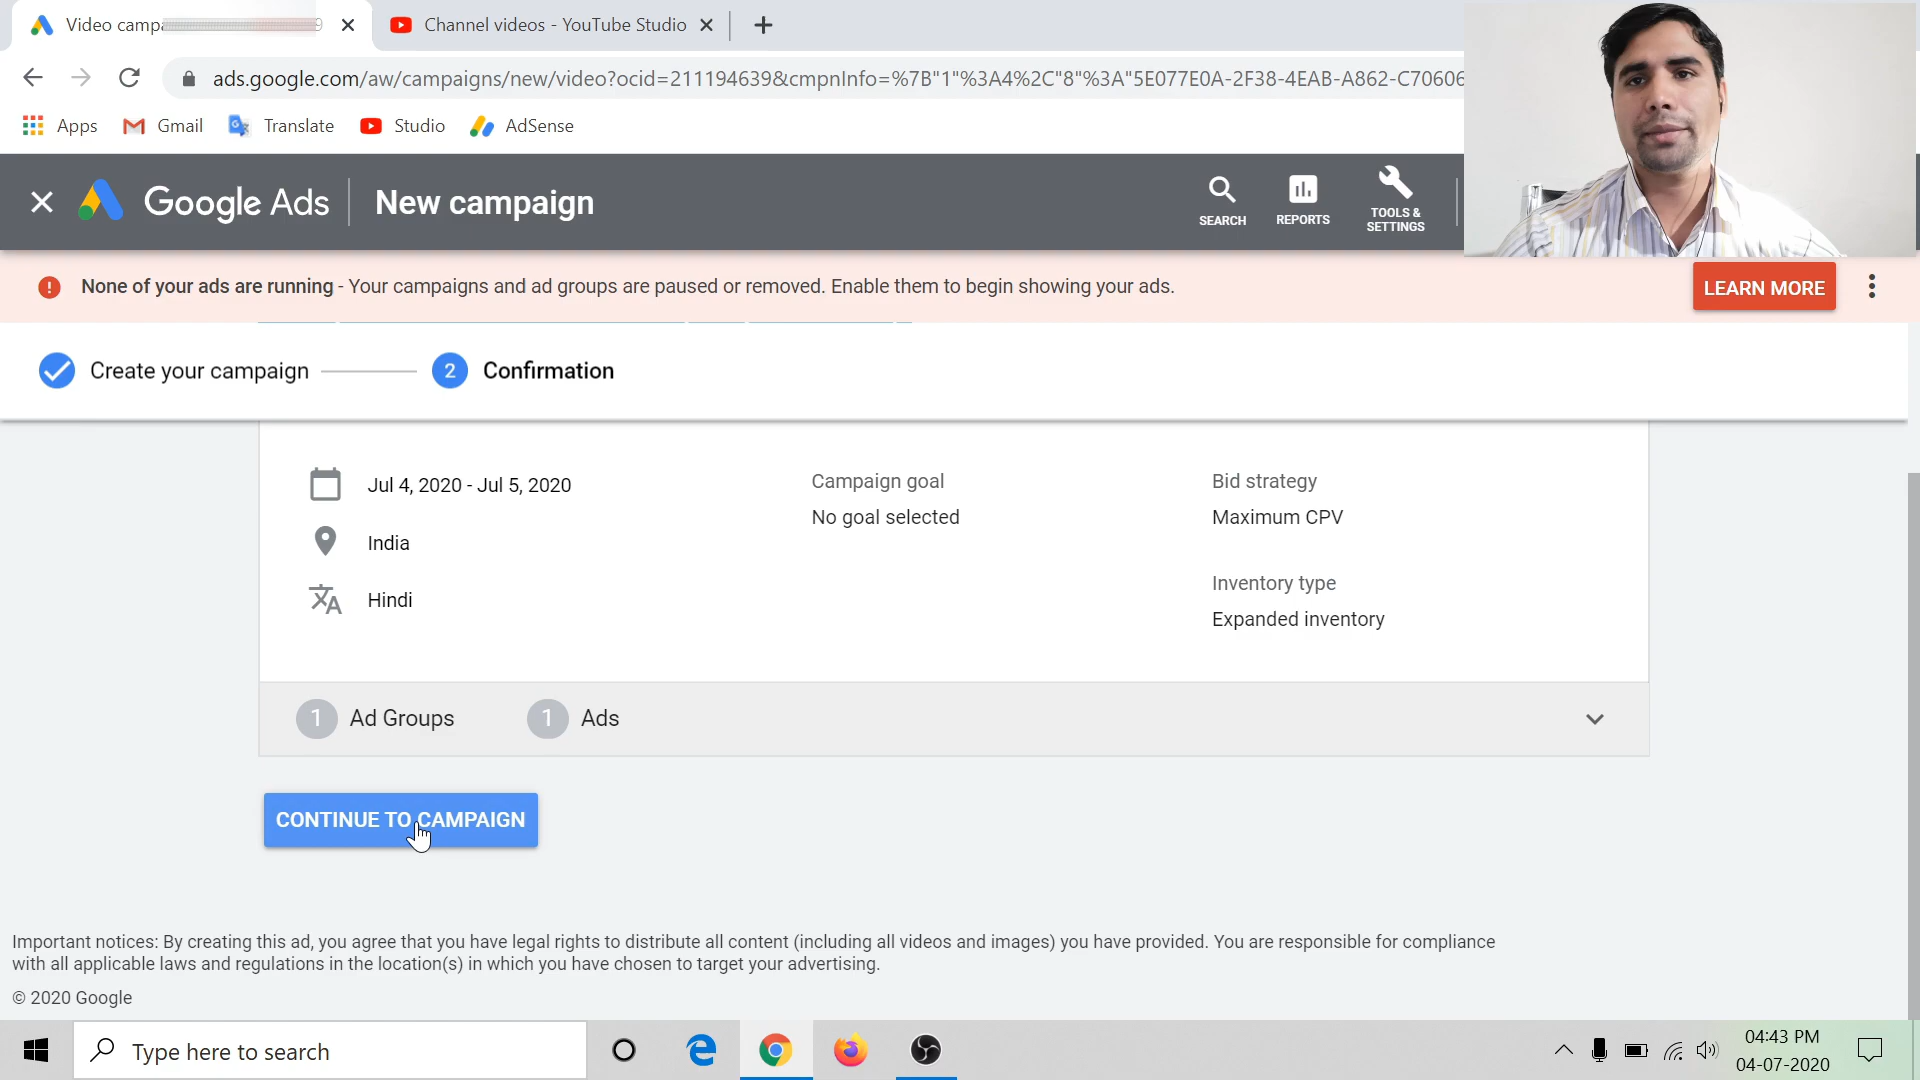 Video camp
Channel videos - YouTube Studio
ads.google.com/aw/campaigns/new/video?ocid=211194639&cmpnInfo=%7B"1"%3A4%2C"8"%3A"5E077E0A-2F38-4EAB-A862-C70606
Apps Gmail Translate Studio AdSense
Google Ads New campaign
SEARCH REPORTS TOOLS &
SETTINGS
None of your ads are running - Your campaigns and ad groups are paused or removed. Enable them to begin showing your ads.
LEARN MORE
Create your campaign 2 Confirmation
Jul 4, 2020 - Jul 5, 2020
India
Hindi
Campaign goal
No goal selected
Bid strategy
Maximum CPV
Inventory type
Expanded inventory
1 Ad Groups 1 Ads
CONTINUE TO CAMPAIGN
Important notices: By creating this ad, you agree that you have legal rights to distribute all content (including all videos and images) you have provided. You are responsible for compliance
with all applicable laws and regulations in the location(s) in which you have chosen to target your advertising.
© 2020 Google
Type here to search
04:43 PM
04-07-2020